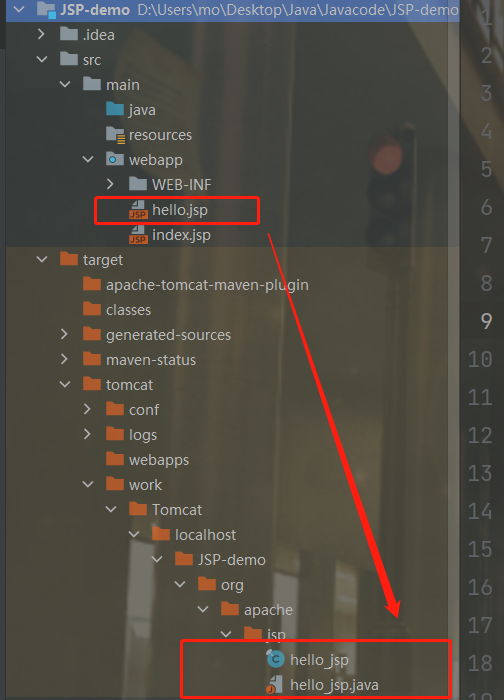 JSP-demo D:\Users\mo\Desktop\Java\Javacode\JSP-demo
.idea
src
main
java
resources
webapp
WEB-INF
JSP hello.jsp
JSP index.jsp
target
apache-tomcat-maven-plugin
classes
generated-sources
maven-status
tomcat
conf
logs
webapps
work
Tomcat
localhost
JSP-demo
org
apache
jsp
C hello_jsp
J hello_jsp.java
1
2
3
4
5
6
7
8
9
10
11
12
13
14
15
16
17
18
19